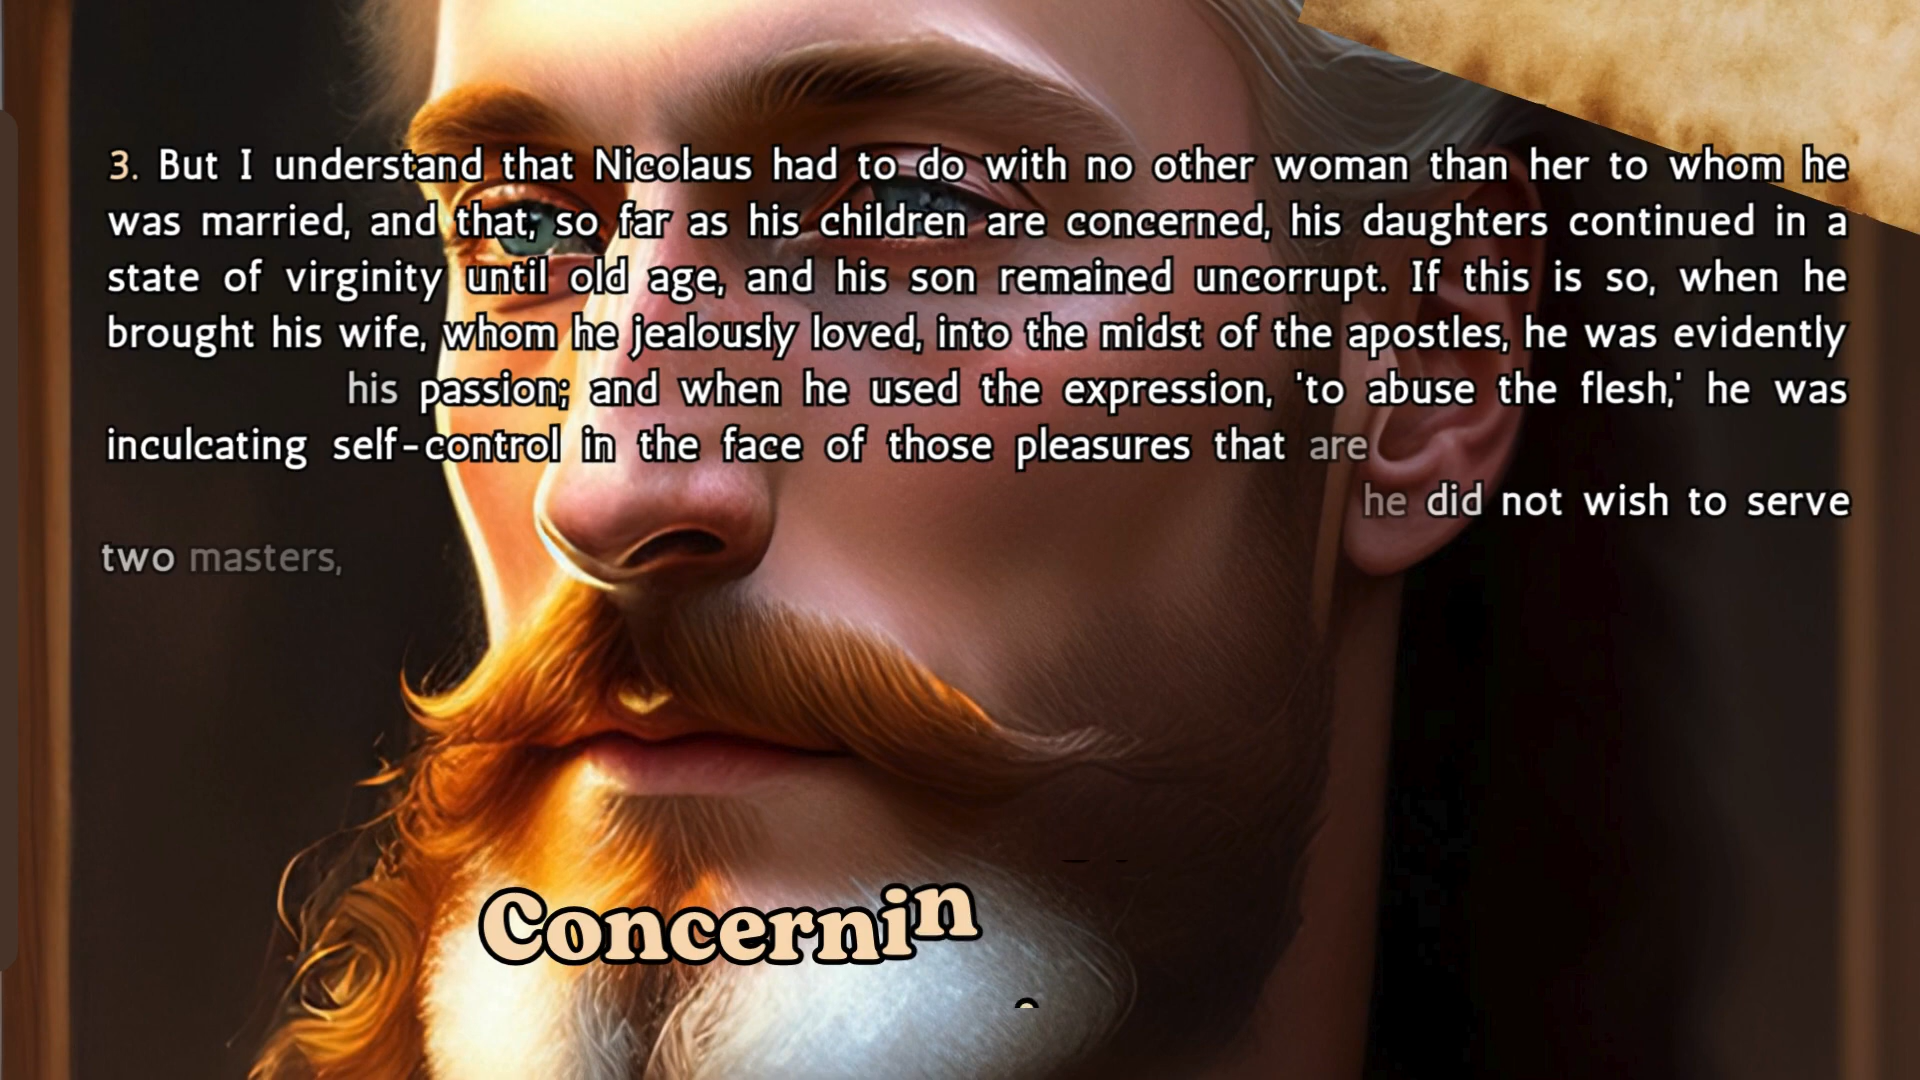 3. But I understand that Nicolaus had to do with no other woman than her to whom he
was married, and that, so far as his children are concerned, his daughters continued in a
state of virginity until old age, and his son remained uncorrupt. If this is so, when he
brought his wife, whom he jealously loved, into the midst of the apostles, he was evidently
his passion; and when he used the expression, 'to abuse the flesh,' he was
inculcating self-control in the face of those pleasures that are
he did not wish to serve
two masters,
Concernin